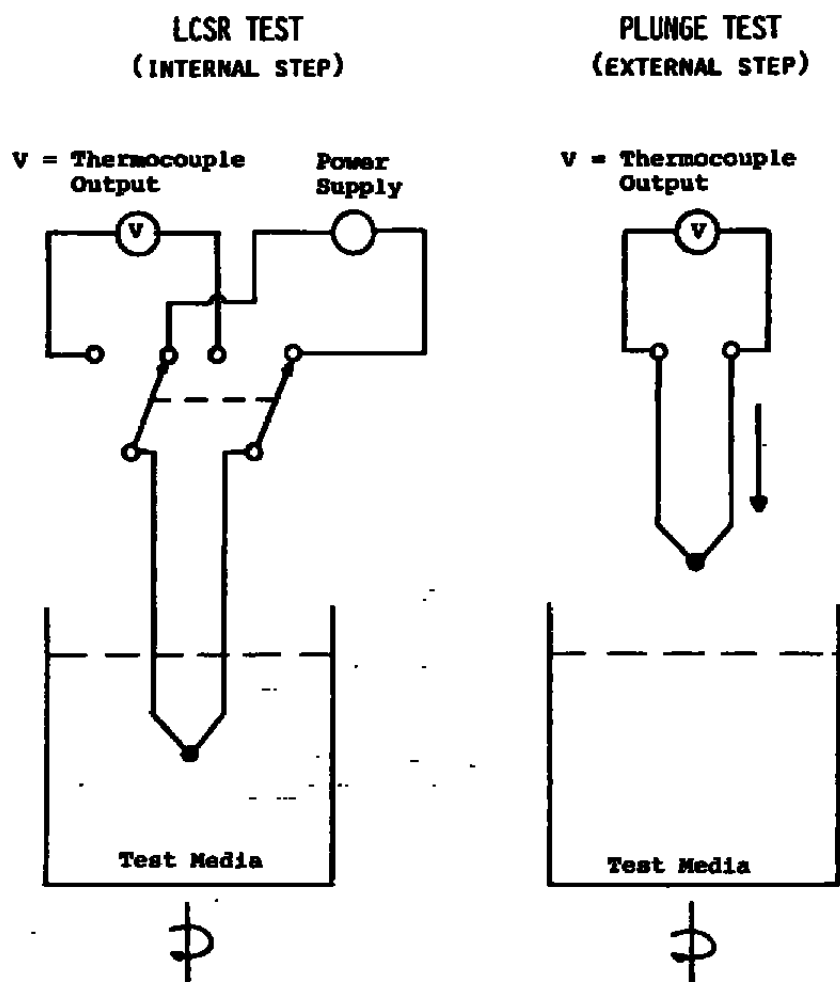 LCSR TEST
(INTERNAL STEP)
V = Thermocouple
Output
Power
Supply
V
Test Media
PLUNGE TEST
(EXTERNAL STEP)
V = Thermocouple
Output
V
Test Media